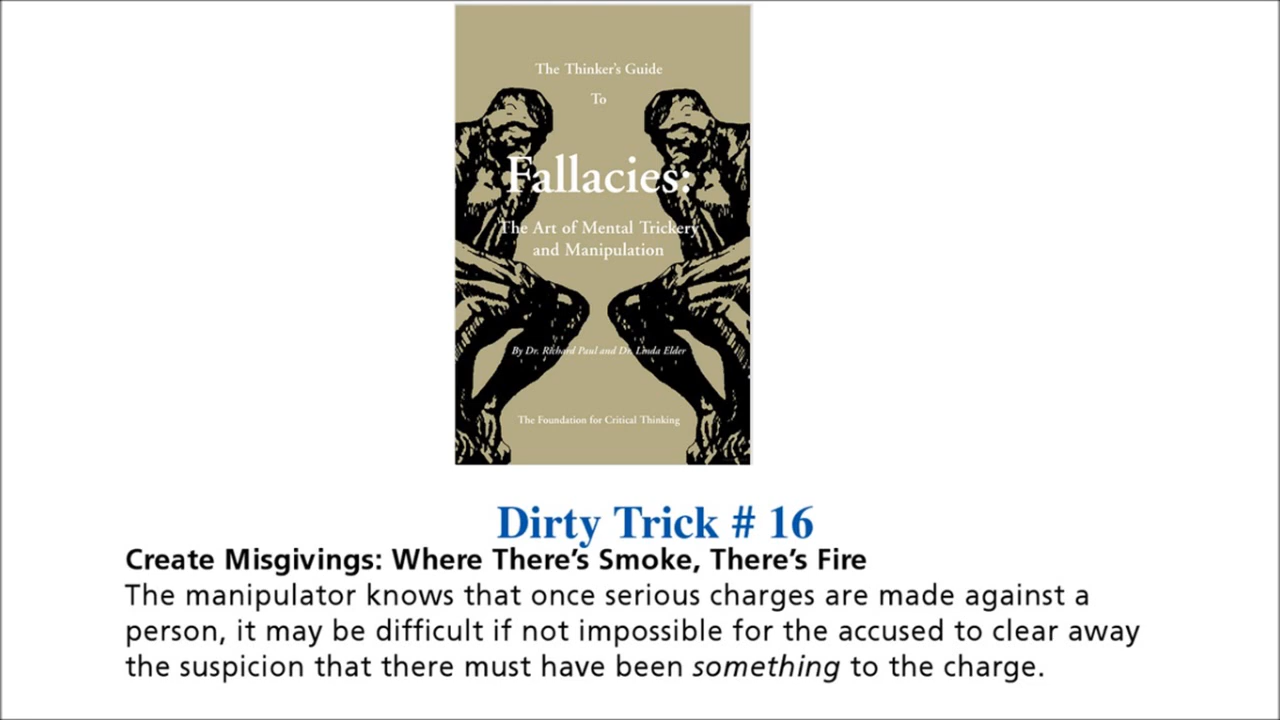 The Thinker's Guide
To
Fallacies:
The Art of Mental Trickery
and Manipulation
By Dr. Richard Paul and Dr. Linda Elder
The Foundation for Critical Thinking
Dirty Trick # 16
Create Misgivings: Where There's Smoke, There's Fire
The manipulator knows that once serious charges are made against a
person, it may be difficult if not impossible for the accused to clear away
the suspicion that there must have been something to the charge.